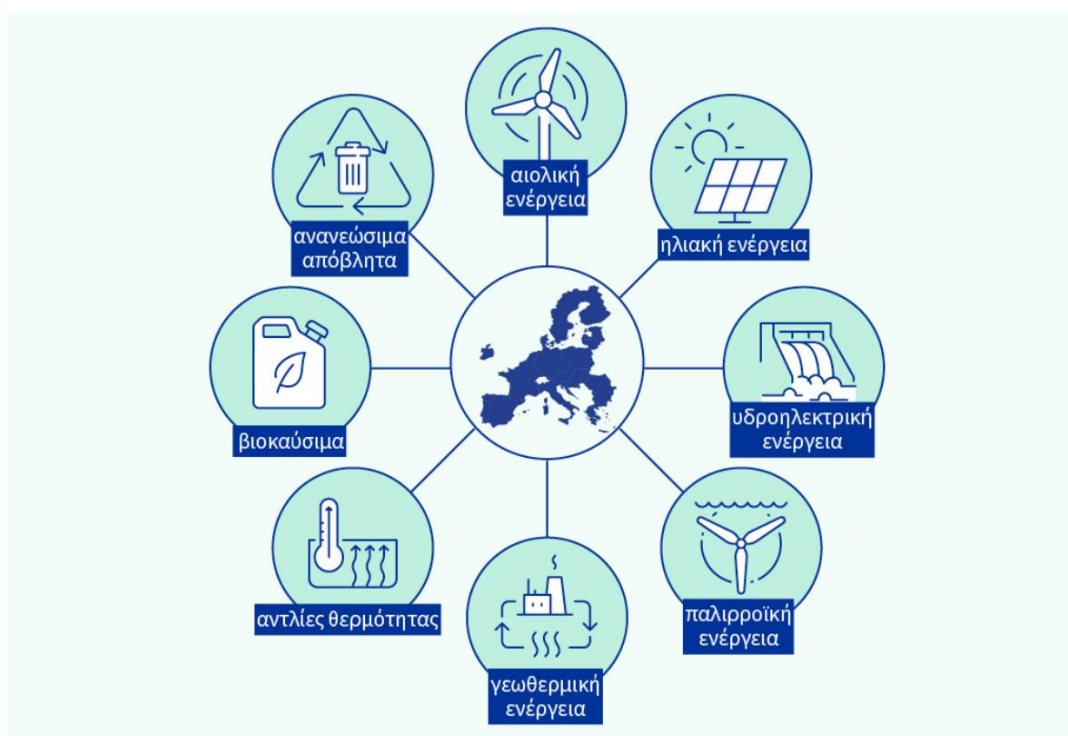 αιολική
ενέργεια
ηλιακή ενέργεια
υδροηλεκτρική
ενέργεια
παλιρροϊκή
ενέργεια
γεωθερμική
ενέργεια
αντλίες θερμότητας
βιοκαύσιμα
ανανεώσιμα
απόβλητα